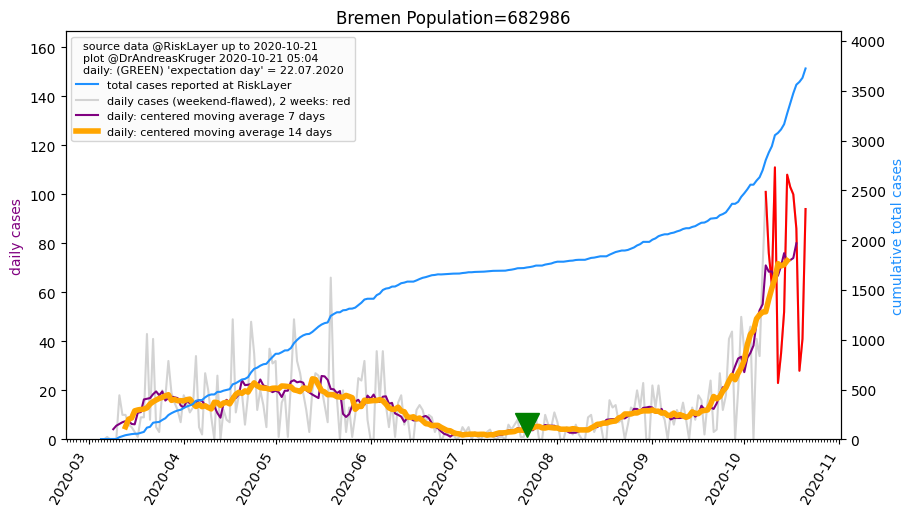 Bremen Population=682986
source data @RiskLayer up to 2020-10-21
plot @DrAndreasKruger 2020-10-21 05:04
daily: (GREEN) 'expectation day' = 22.07.2020
total cases reported at RiskLayer
daily cases (weekend-flawed), 2 weeks: red
daily: centered moving average 7 days
daily: centered moving average 14 days
daily cases
160
140
120
100
80
60
40
20
0
cumulative total cases
4000
3500
3000
2500
2000
1500
1000
500
0
2020-03
2020-04
2020-05
2020-06
2020-07
2020-08
2020-09
2020-10
2020-11